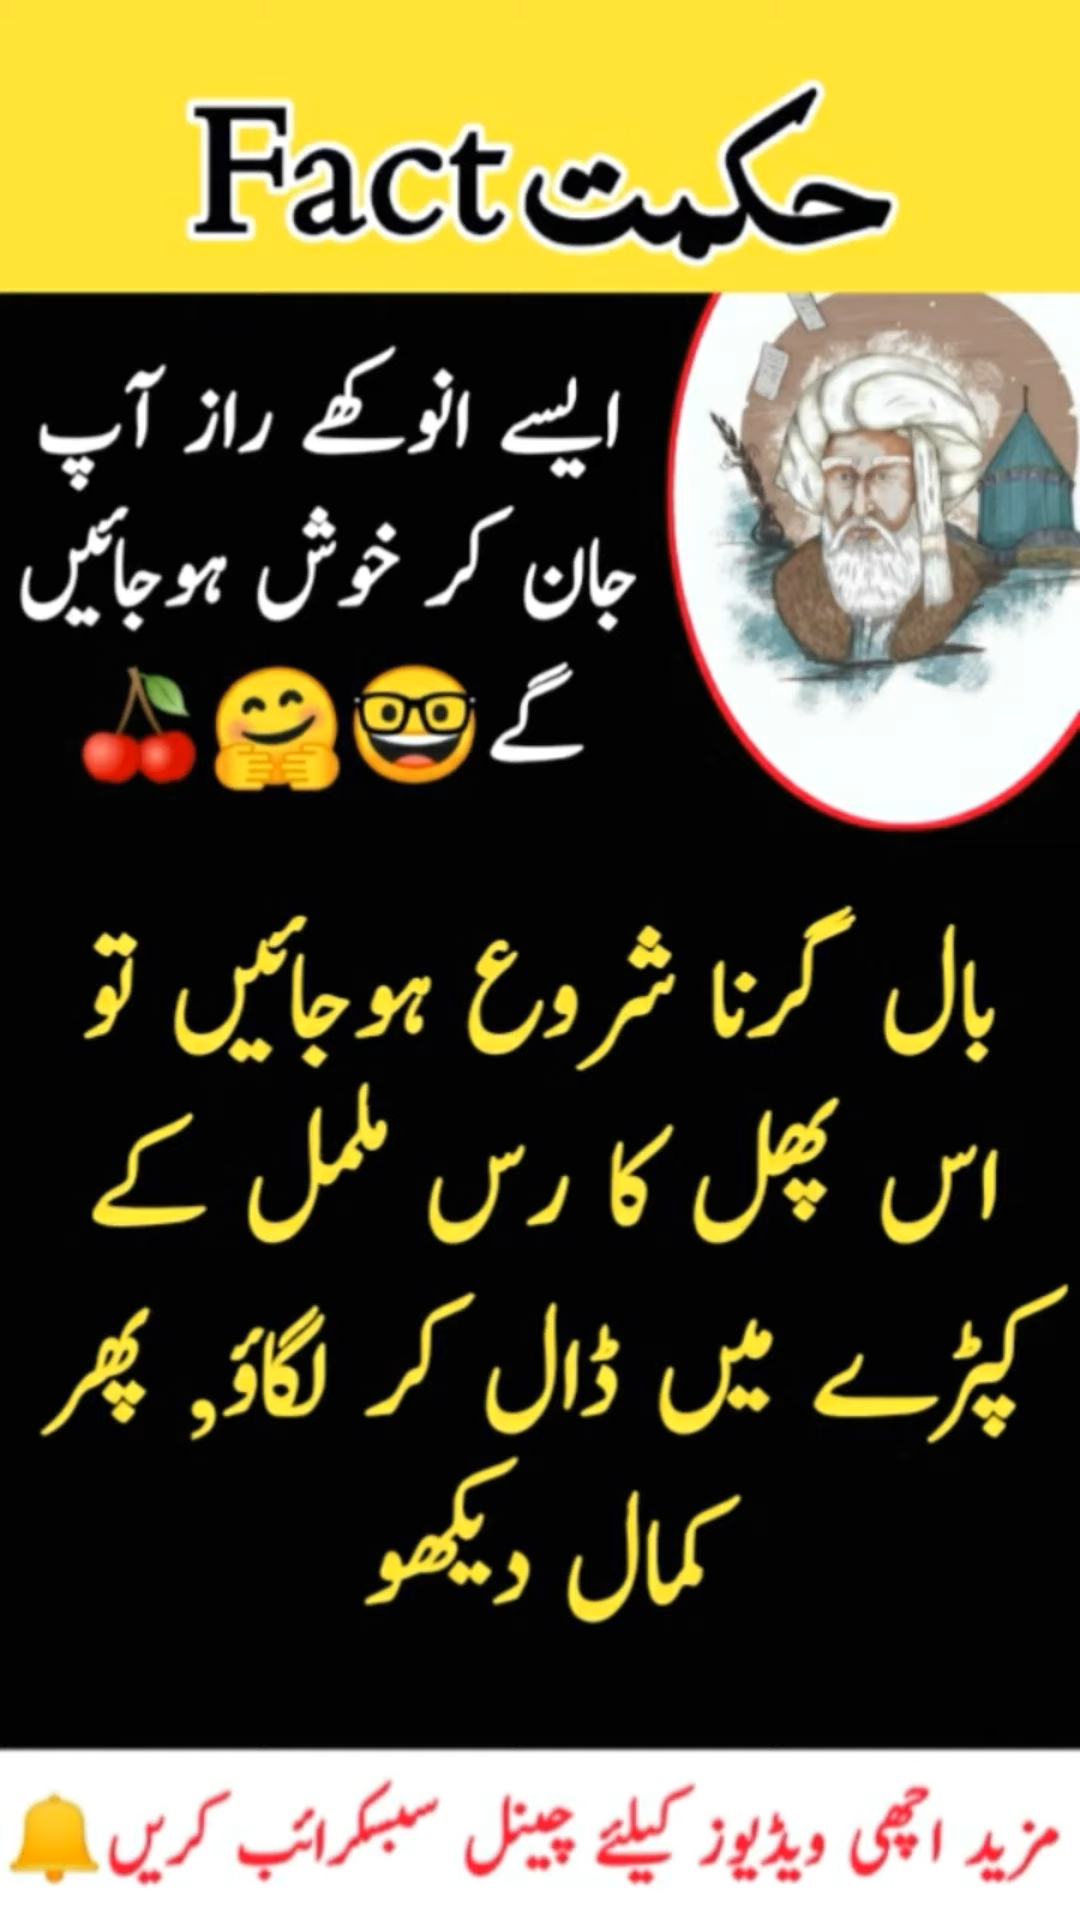 حکمت Fact
ایسے انوکھے راز آپ
جان کر خوش ہوجائیں
گے🤓🤗🍒
بال گرنا شروع ہوجائیں تو
اس پھل کا رس ململ کے
کپڑے میں ڈال کر لگاؤ, پھر
کمال دیکھو
مزید اچھی ویڈیوز کیلئے چینل سبسکرائب کریں🔔